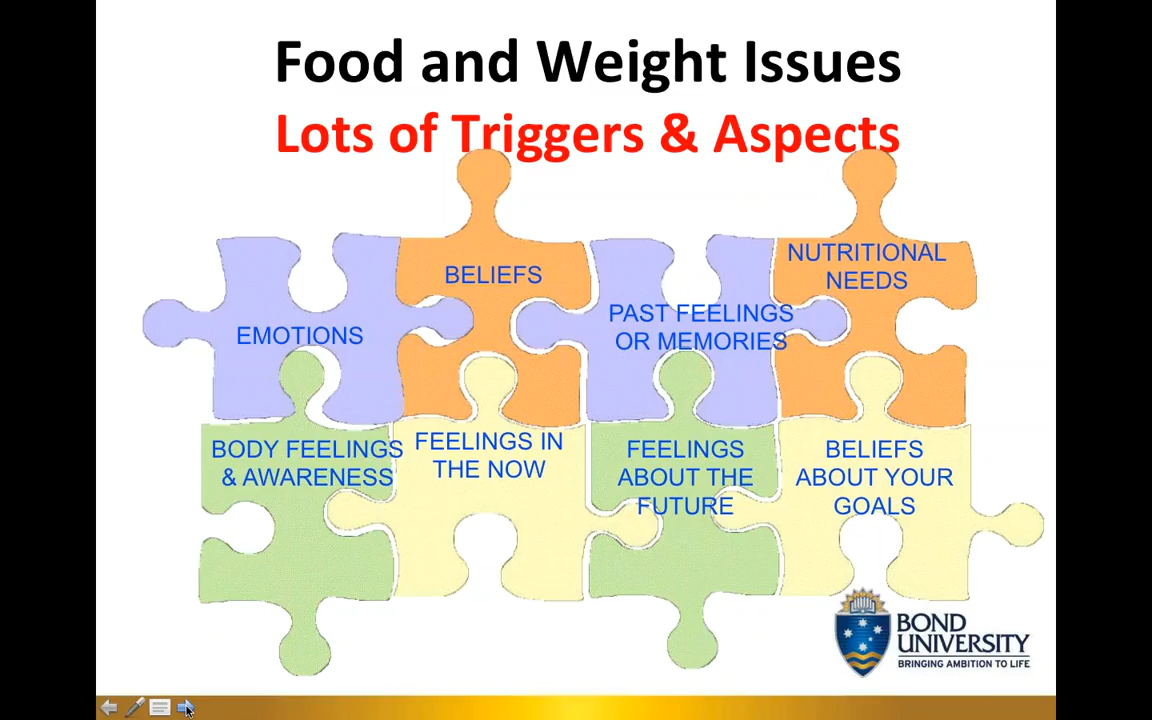 Food and Weight Issues
Lots of Triggers & Aspects
EMOTIONS
BELIEFS
PAST FEELINGS
OR MEMORIES
NUTRITIONAL
NEEDS
BODY FEELINGS
& AWARENESS
FEELINGS IN
THE NOW
FEELINGS
ABOUT THE
FUTURE
BELIEFS
ABOUT YOUR
GOALS
BOND
UNIVERSITY
BRINGING AMBITION TO LIFE